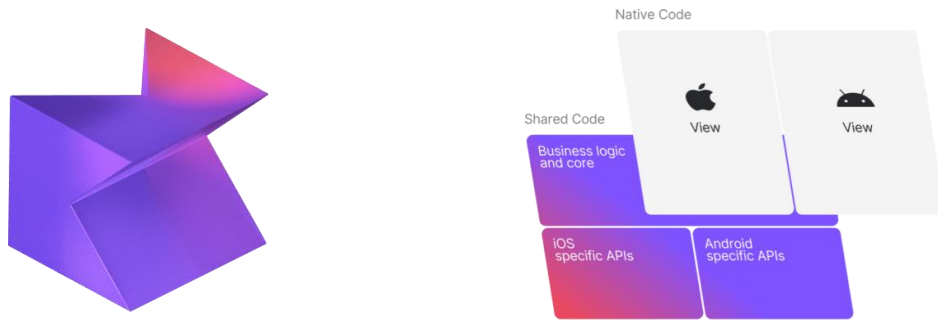 Native Code
View
View
Shared Code
Business logic
and core
iOS
specific APIs
Android
specific APIs